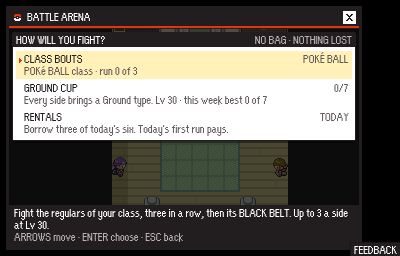 BATTLE ARENA
HOW WILL YOU FIGHT? NO BAG · NOTHING LOST
CLASS BOUTS POKÉ BALL
POKé BALL class · run 0 of 3
GROUND CUP 0/7
Every side brings a Ground type. Lv 30 · this week best 0 of 7
RENTALS TODAY
Borrow three of today's six. Today's first run pays.
Fight the regulars of your class, three in a row, then its BLACK BELT. Up to 3 a side
at Lv 30.
ARROWS move · ENTER choose · ESC back
FEEDBACK